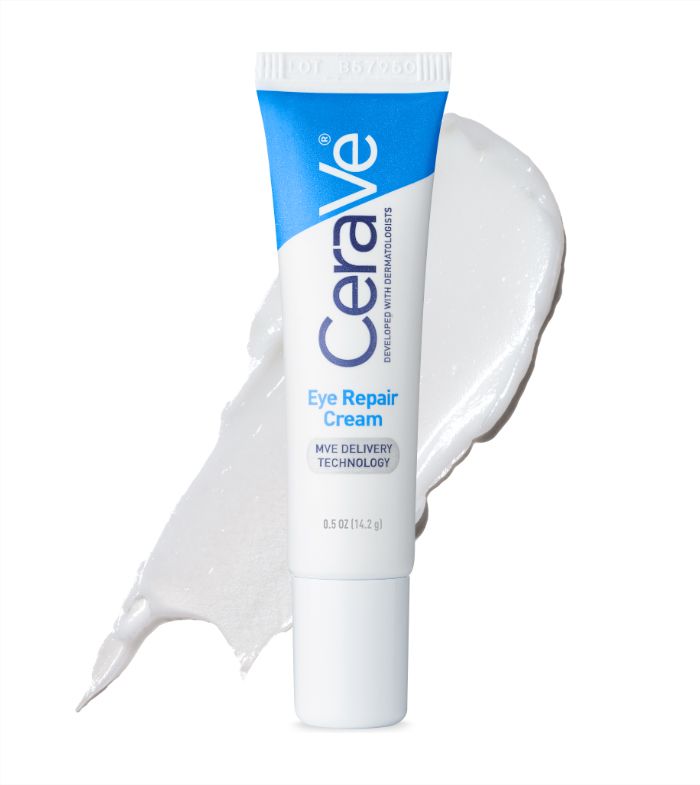 LOT B57950
CeraVe®
DEVELOPED WITH DERMATOLOGISTS
Eye Repair
Cream
MVE DELIVERY
TECHNOLOGY
0.5 OZ (14.2 g)